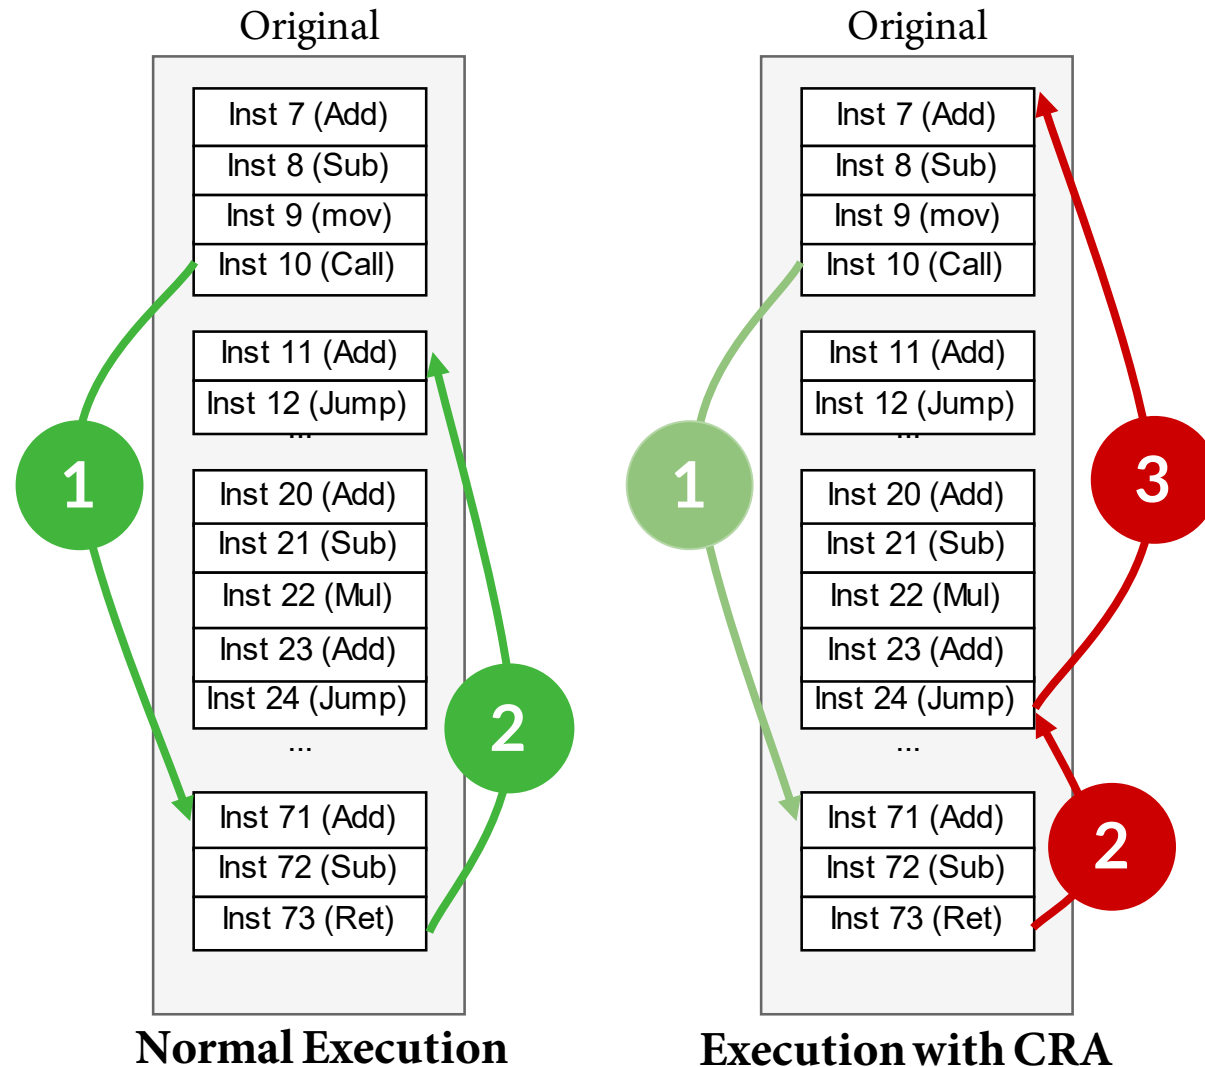 Original
Inst 7 (Add)
Inst 8 (Sub)
Inst 9 (mov)
Inst 10 (Call)
Inst 11 (Add)
Inst 12 (Jump)
...
1
Inst 20 (Add)
Inst 21 (Sub)
Inst 22 (Mul)
Inst 23 (Add)
Inst 24 (Jump)
...
2
Inst 71 (Add)
Inst 72 (Sub)
Inst 73 (Ret)
Normal Execution
Original
Inst 7 (Add)
Inst 8 (Sub)
Inst 9 (mov)
Inst 10 (Call)
Inst 11 (Add)
Inst 12 (Jump)
...
1
3
Inst 20 (Add)
Inst 21 (Sub)
Inst 22 (Mul)
Inst 23 (Add)
Inst 24 (Jump)
...
Inst 71 (Add)
2
Inst 72 (Sub)
Inst 73 (Ret)
Execution with CRA